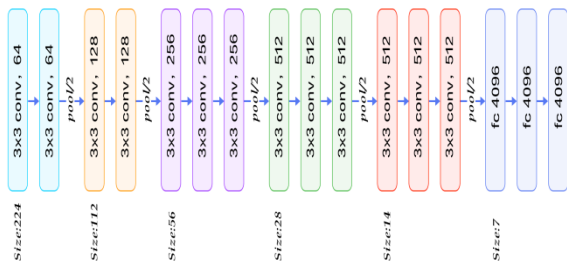 3x3 conv, 64
3x3 conv, 64
pool/2
3x3 conv, 128
3x3 conv, 128
pool/2
3x3 conv, 256
3x3 conv, 256
3x3 conv, 256
pool/2
3x3 conv, 512
3x3 conv, 512
3x3 conv, 512
pool/2
3x3 conv, 512
3x3 conv, 512
3x3 conv, 512
pool/2
fc 4096
fc 4096
fc 4096
Size:224
Size:112
Size:56
Size:28
Size:14
Size:7